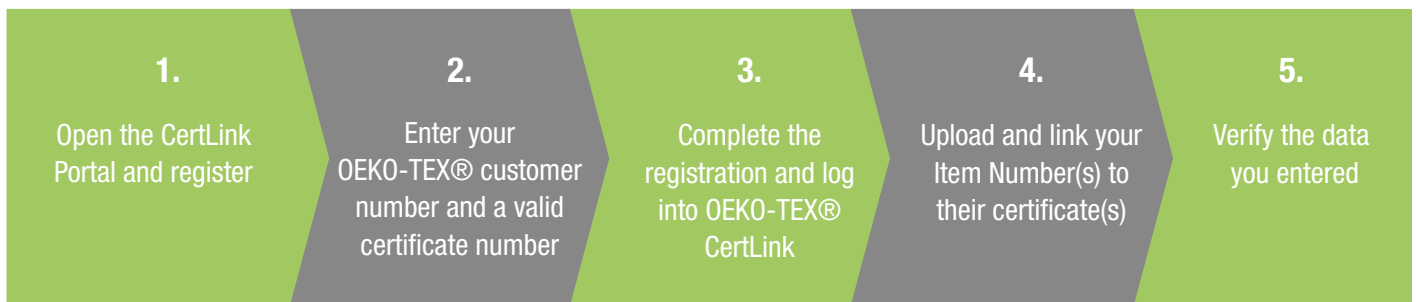 1.
Open the CertLink
Portal and register
2.
Enter your
OEKO-TEX® customer
number and a valid
certificate number
3.
Complete the
registration and log
into OEKO-TEX®
CertLink
4.
Upload and link your
Item Number(s) to
their certificate(s)
5.
Verify the data
you entered